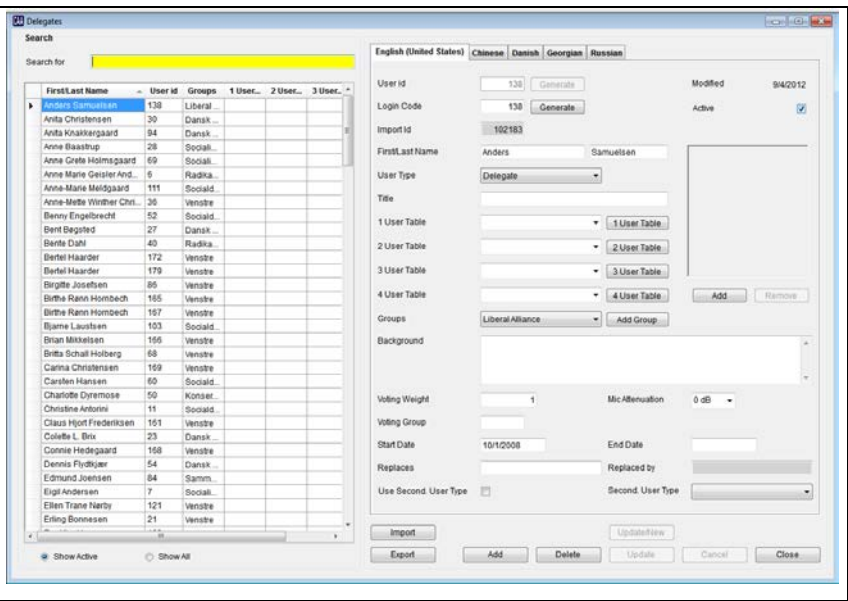 Delegates
Search
Search for
First/Last Name User id Groups 1 User... 2 User... 3 User..
Anders Samuelsen 138 Liberal ...
Anita Christensen 30 Dansk ...
Anita Knakkergaard 94 Dansk ...
Anne Baastrup 28 Sociali...
Anne Grete Holmsgaard 69 Sociali...
Anne Marie Geisler And... 6 Radika...
Anne-Marie Meldgaard 111 Sociald...
Anne-Mette Winther Chri... 36 Venstre
Benny Engelbrecht 52 Sociald...
Bent Bøgsted 27 Dansk ...
Bente Dahl 40 Radika...
Bertel Haarder 172 Venstre
Bertel Haarder 179 Venstre
Birgitte Josefsen 86 Venstre
Birthe Rønn Hornbech 165 Venstre
Birthe Rønn Hornbech 167 Venstre
Bjarne Laustsen 103 Sociald...
Brian Mikkelsen 166 Venstre
Britta Schall Holberg 68 Venstre
Carina Christensen 169 Venstre
Carsten Hansen 60 Sociald...
Charlotte Dyremose 50 Konser...
Christine Antorini 11 Sociald...
Claus Hjort Frederiksen 161 Venstre
Colette L. Brix 23 Dansk ...
Connie Hedegaard 168 Venstre
Dennis Flydtkjær 54 Dansk ...
Edmund Joensen 84 Samm...
Eigil Andersen 7 Sociali...
Ellen Trane Nørby 121 Venstre
Erling Bonnesen 21 Venstre
Show Active Show All
English (United States) Chinese Danish Georgian Russian
User id 138 Generate Modified 9/4/2012
Login Code 138 Generate Active
Import Id 102183
First/Last Name Anders Samuelsen
User Type Delegate
Title
1 User Table 1 User Table
2 User Table 2 User Table
3 User Table 3 User Table
4 User Table 4 User Table Add Remove
Groups Liberal Alliance Add Group
Background
Voting Weight 1 Mic Attenuation 0 dB
Voting Group
Start Date 10/1/2008 End Date
Replaces Replaced by
Use Second. User Type Second. User Type
Import Update/New
Export Add Delete Update Cancel Close